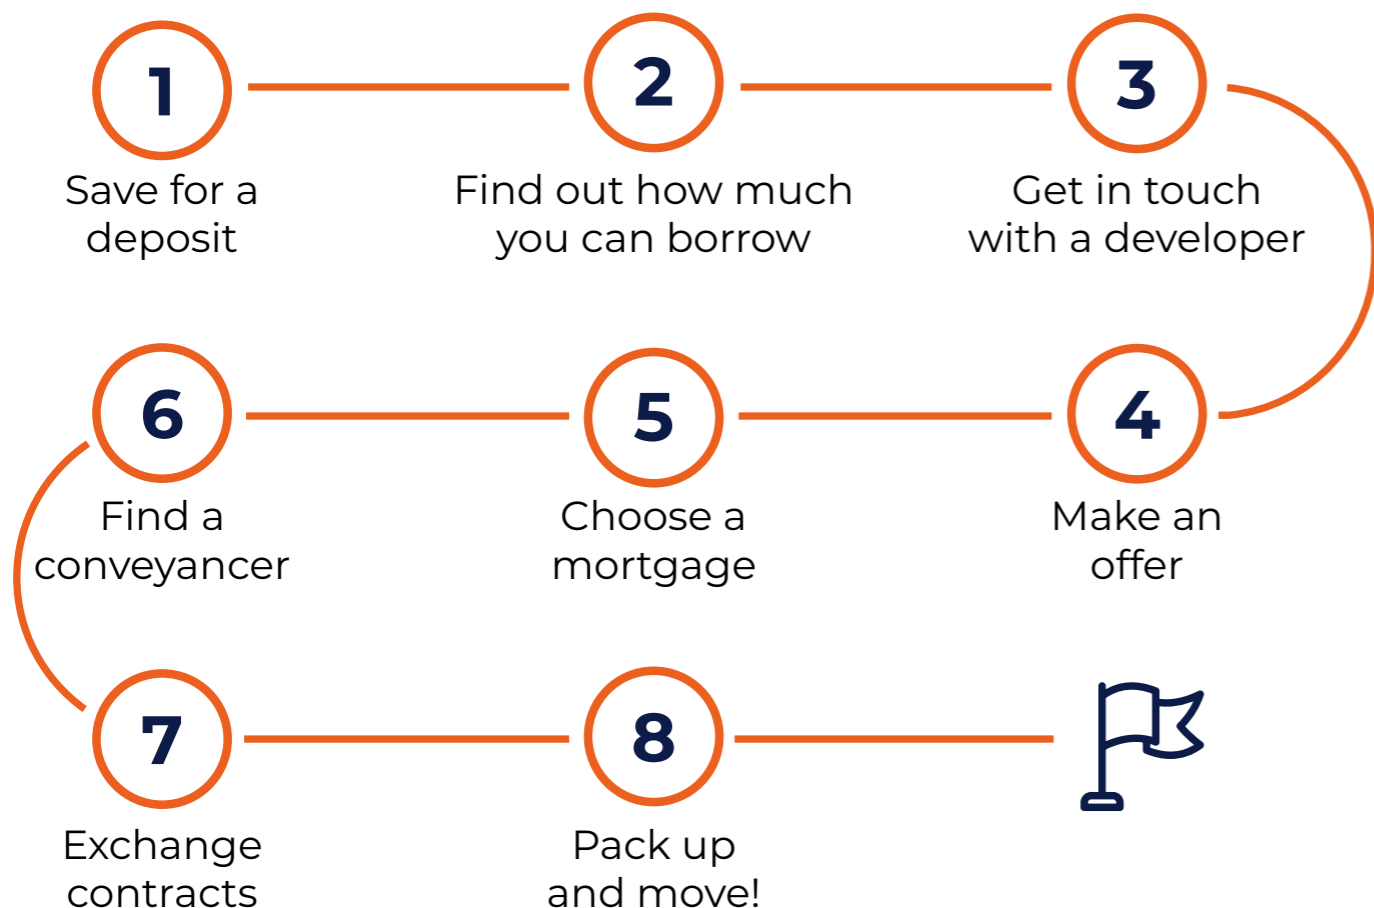 1
Save for a
deposit
2
Find out how much
you can borrow
3
Get in touch
with a developer
4
Make an
offer
5
Choose a
mortgage
6
Find a
conveyancer
7
Exchange
contracts
8
Pack up
and move!